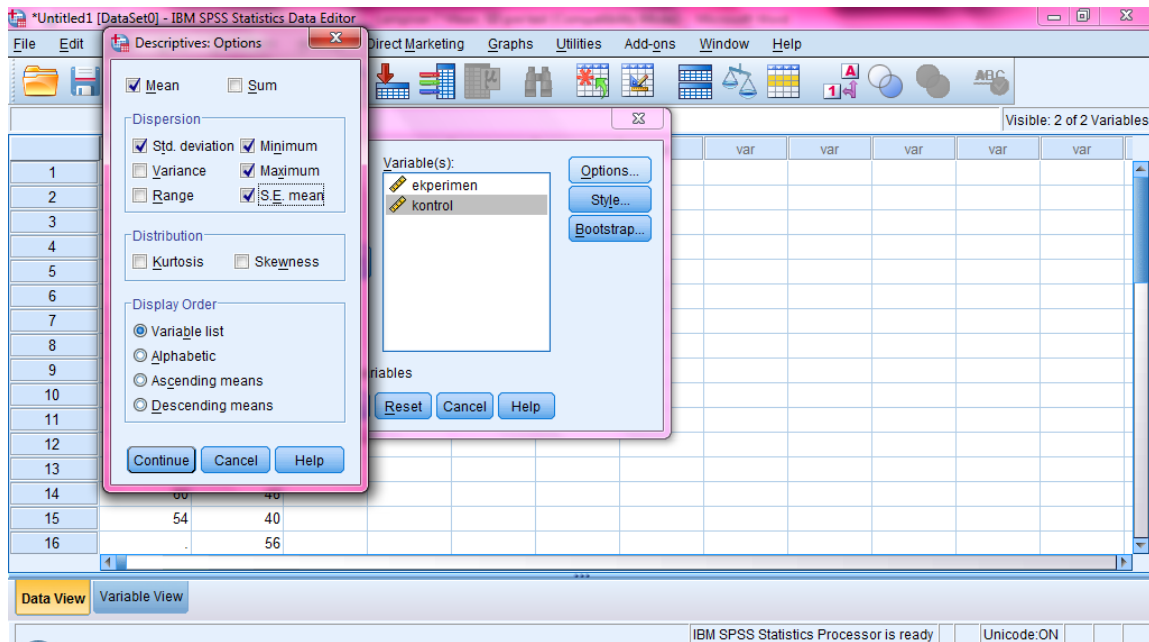 *Untitled1 [DataSet0] - IBM SPSS Statistics Data Editor
File Edit Direct Marketing Graphs Utilities Add-ons Window Help
Descriptives: Options
Mean Sum
Dispersion
Std. deviation Minimum
Variance Maximum
Range S.E. mean
Distribution
Kurtosis Skewness
Display Order
Variable list
Alphabetic
Ascending means
Descending means
Continue Cancel Help
Variable(s):
ekperimen
kontrol
Options...
Style...
Bootstrap...
Reset Cancel Help
Visible: 2 of 2 Variables
var var var var var
1
2
3
4
5
6
7
8
9
10
11
12
13
14
15 54 40
16 . 56
Data View Variable View
IBM SPSS Statistics Processor is ready Unicode:ON